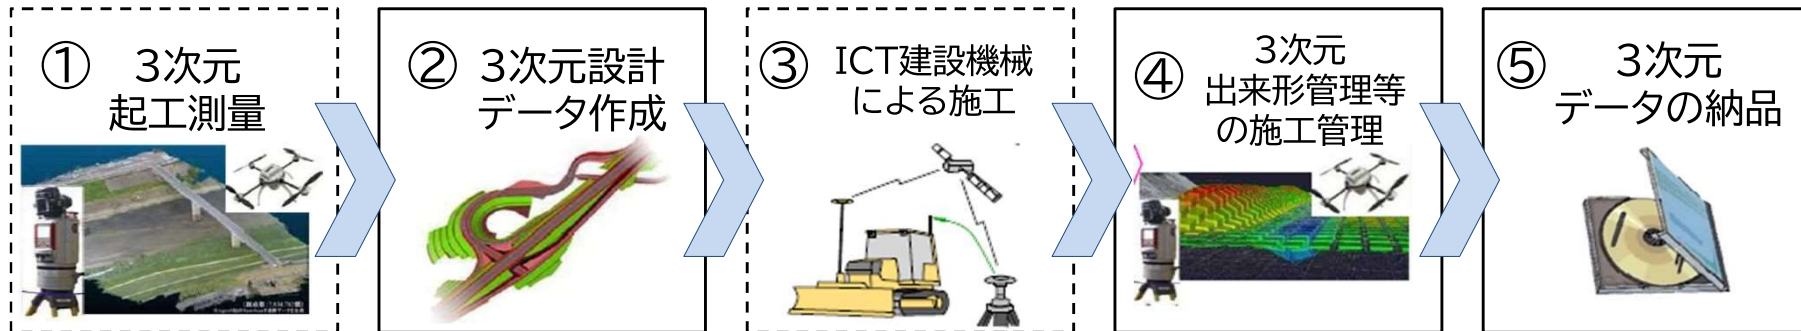 ① 3次元
起工測量
② 3次元設計
データ作成
③ ICT建設機械
による施工
④ 3次元
出来形管理等
の施工管理
⑤ 3次元
データの納品